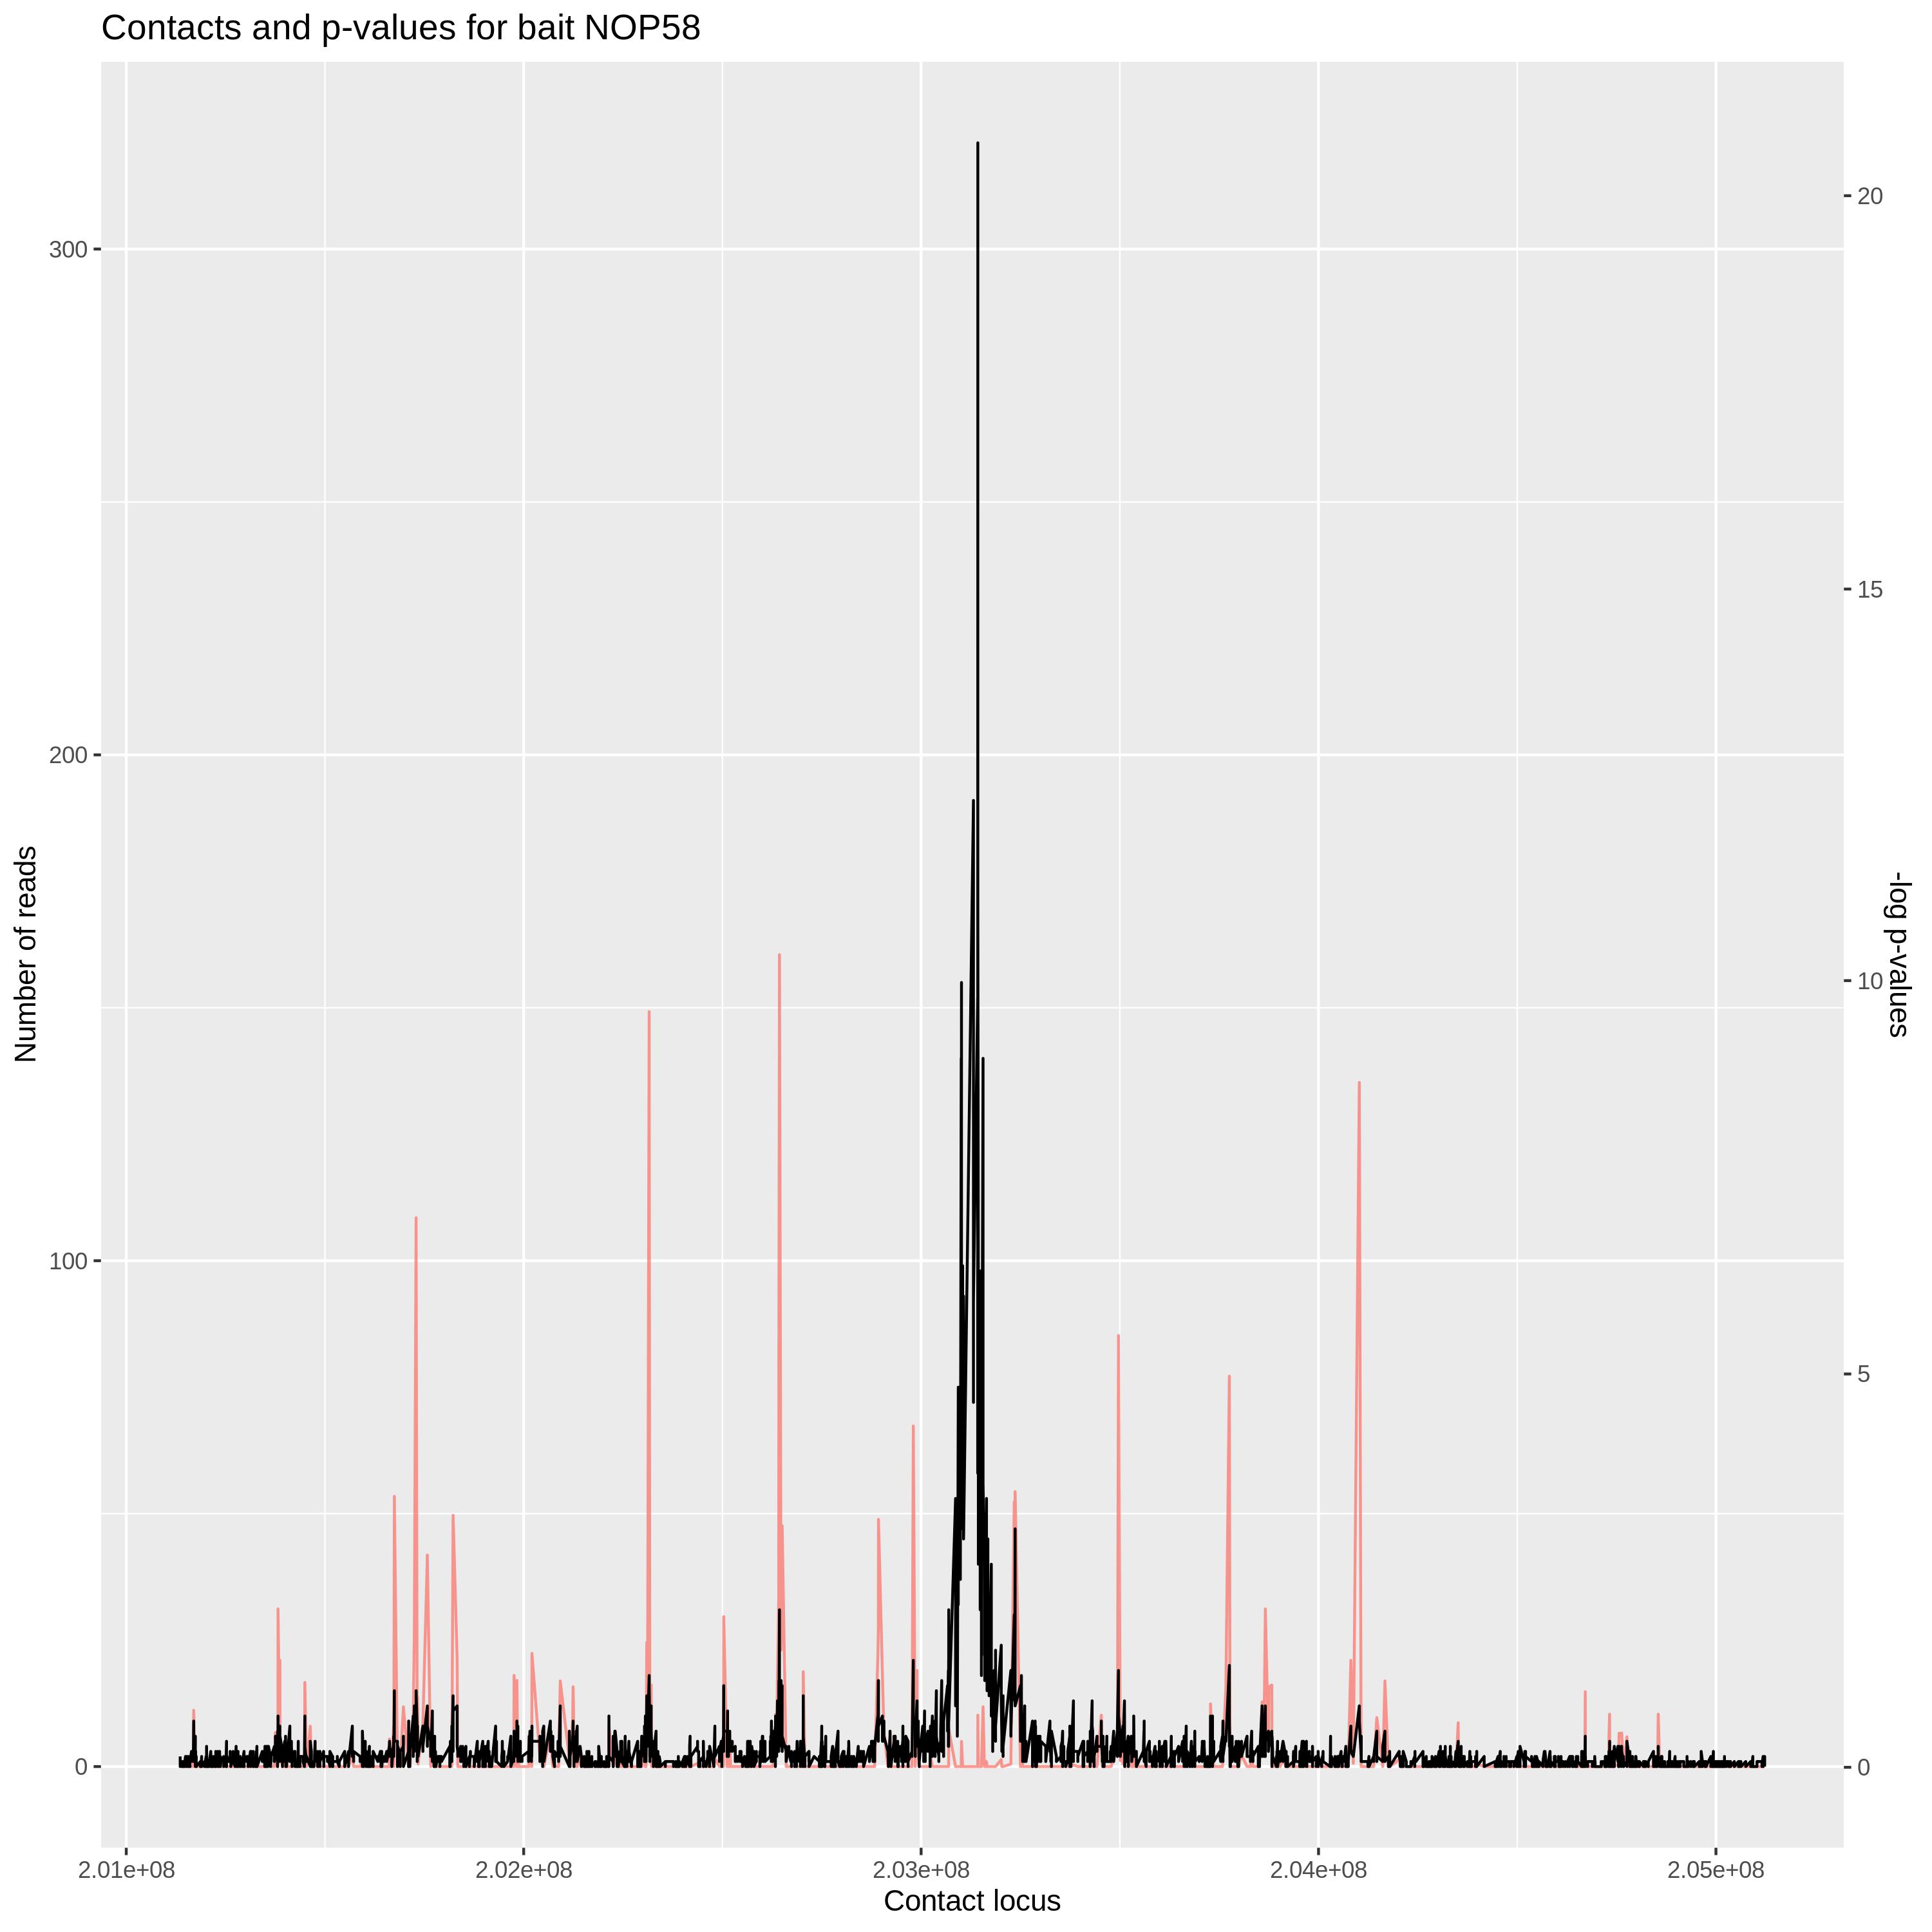 Contacts and p-values for bait NOP58
Number of reads
300
200
100
0
20
15
10
5
0
-log p-values
2.01e+08 2.02e+08 2.03e+08 2.04e+08 2.05e+08
Contact locus